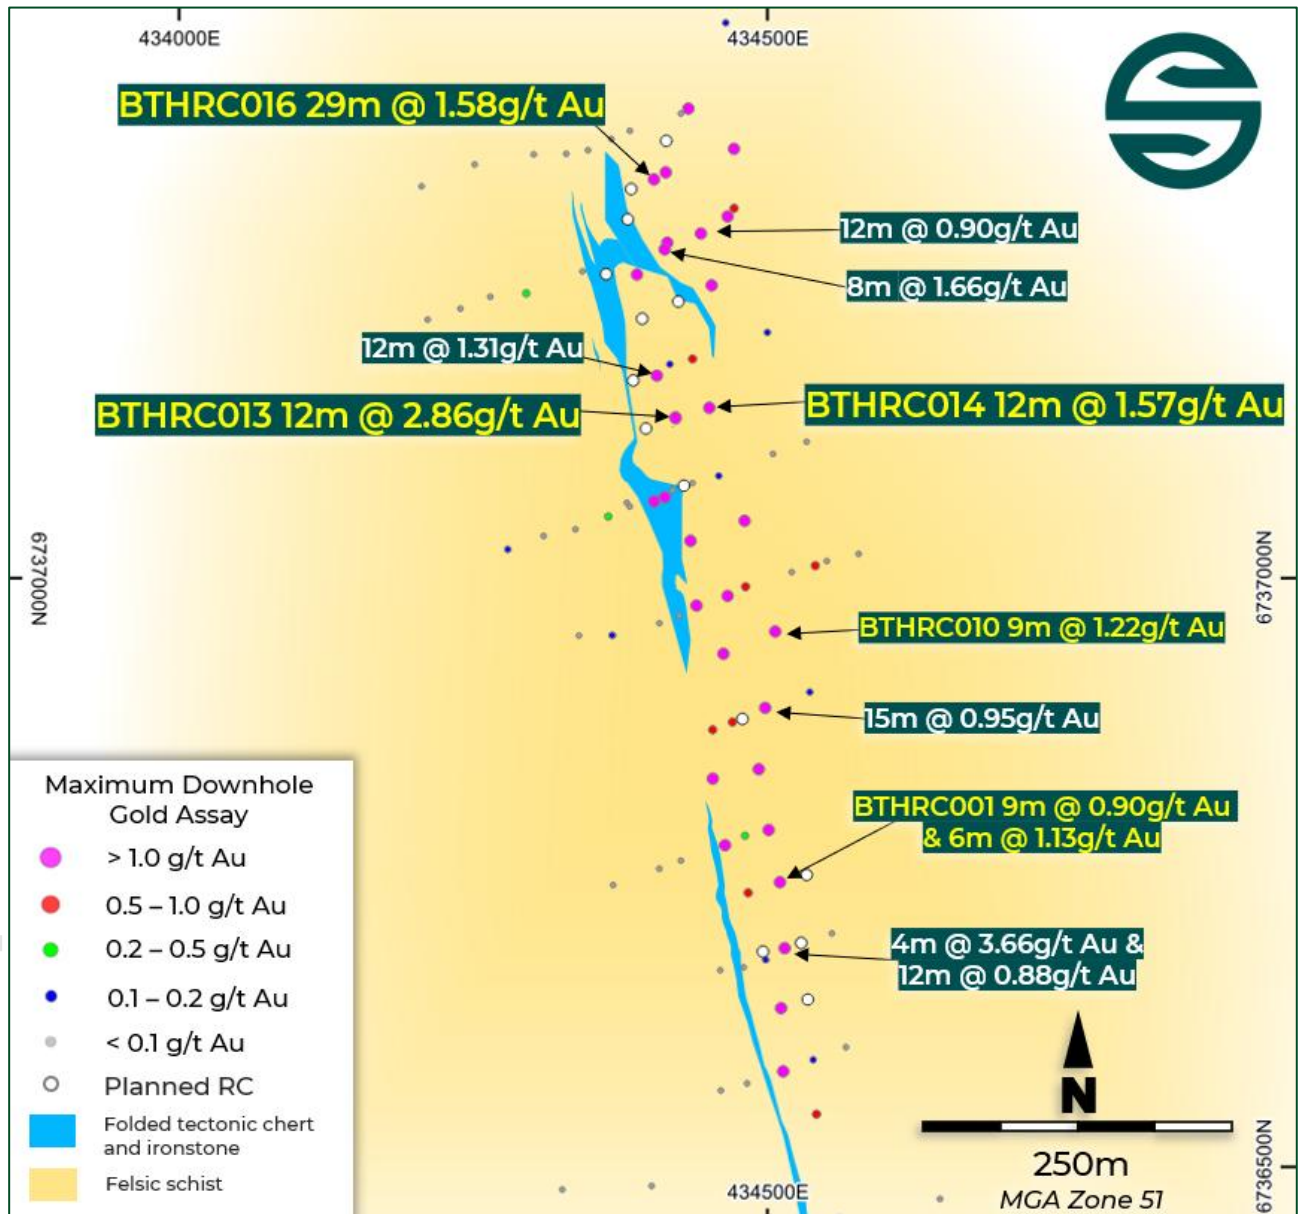 434000E
434500E
BTHRC016 29m @ 1.58g/t Au
12m @ 0.90g/t Au
8m @ 1.66g/t Au
12m @ 1.31g/t Au
BTHRC013 12m @ 2.86g/t Au
BTHRC014 12m @ 1.57g/t Au
6737000N
6737000N
BTHRC010 9m @ 1.22g/t Au
15m @ 0.95g/t Au
BTHRC001 9m @ 0.90g/t Au
& 6m @ 1.13g/t Au
4m @ 3.66g/t Au &
12m @ 0.88g/t Au
Maximum Downhole
Gold Assay
> 1.0 g/t Au
0.5 – 1.0 g/t Au
0.2 – 0.5 g/t Au
0.1 – 0.2 g/t Au
< 0.1 g/t Au
Planned RC
Folded tectonic chert
and ironstone
Felsic schist
N
250m
MGA Zone 51
434500E
6736500N